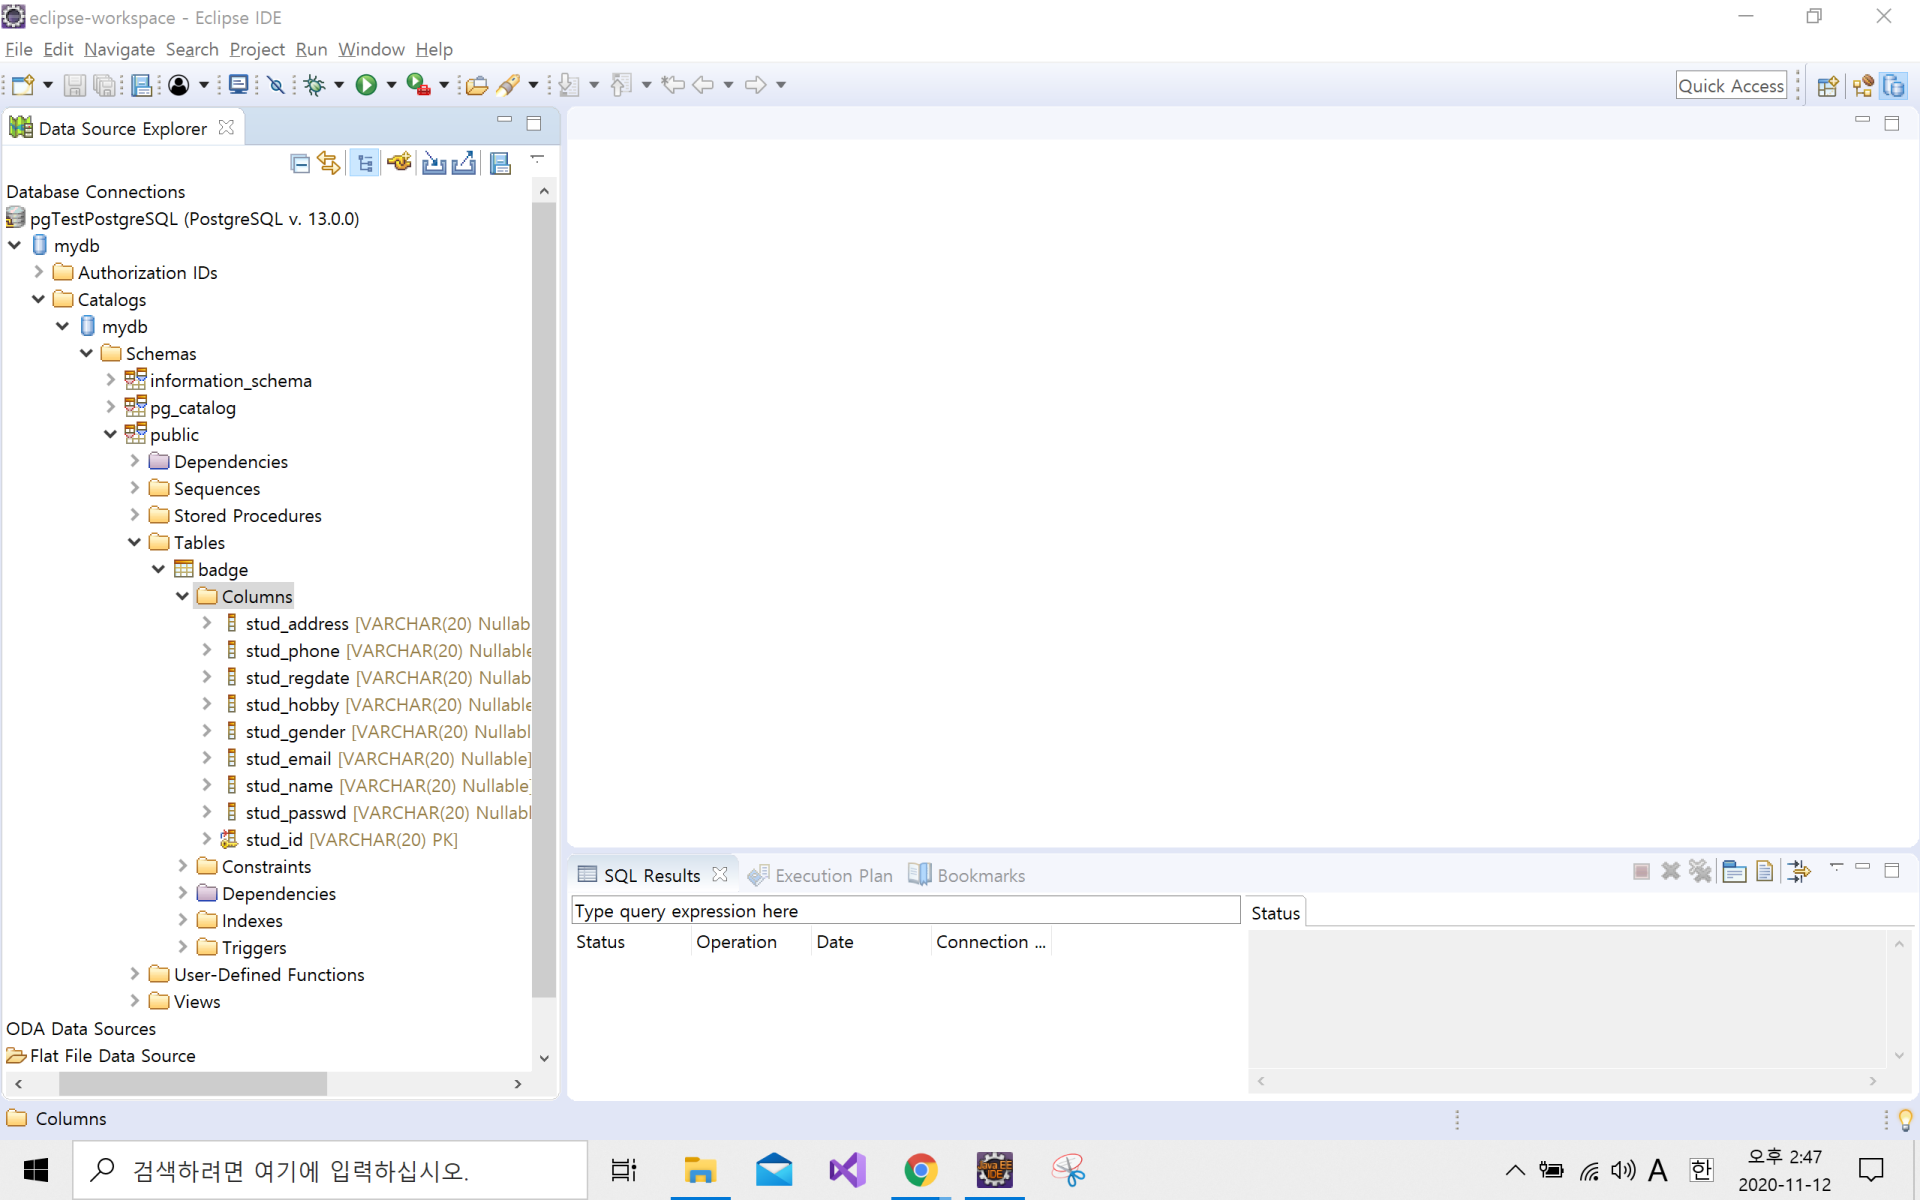 eclipse-workspace - Eclipse IDE
File Edit Navigate Search Project Run Window Help
Quick Access
Data Source Explorer
Database Connections
pgTestPostgreSQL (PostgreSQL v. 13.0.0)
mydb
Authorization IDs
Catalogs
mydb
Schemas
information_schema
pg_catalog
public
Dependencies
Sequences
Stored Procedures
Tables
badge
Columns
stud_address [VARCHAR(20) Nullab
stud_phone [VARCHAR(20) Nullable
stud_regdate [VARCHAR(20) Nullab
stud_hobby [VARCHAR(20) Nullable
stud_gender [VARCHAR(20) Nullabl
stud_email [VARCHAR(20) Nullable]
stud_name [VARCHAR(20) Nullable]
stud_passwd [VARCHAR(20) Nullabl
stud_id [VARCHAR(20) PK]
Constraints
Dependencies
Indexes
Triggers
User-Defined Functions
Views
ODA Data Sources
Flat File Data Source
SQL Results Execution Plan Bookmarks
Type query expression here
Status Operation Date Connection ...
Status
Columns
검색하려면 여기에 입력하십시오.
Java EE
IDE
A 한
오후 2:47
2020-11-12